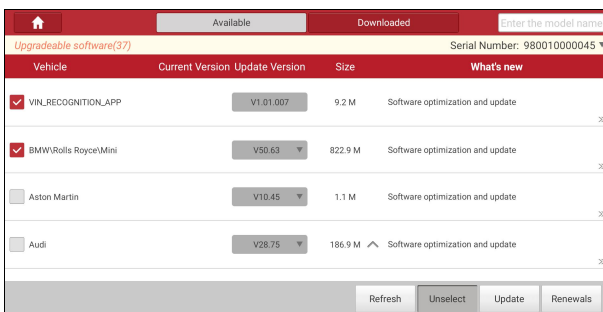 Available Downloaded Enter the model name
Upgradeable software(37) Serial Number: 980010000045
Vehicle Current Version Update Version Size What's new
VIN_RECOGNITION_APP V1.01.007 9.2 M Software optimization and update
BMW\Rolls Royce\Mini V50.63 822.9 M Software optimization and update
Aston Martin V10.45 1.1 M Software optimization and update
Audi V28.75 186.9 M Software optimization and update
Refresh Unselect Update Renewals